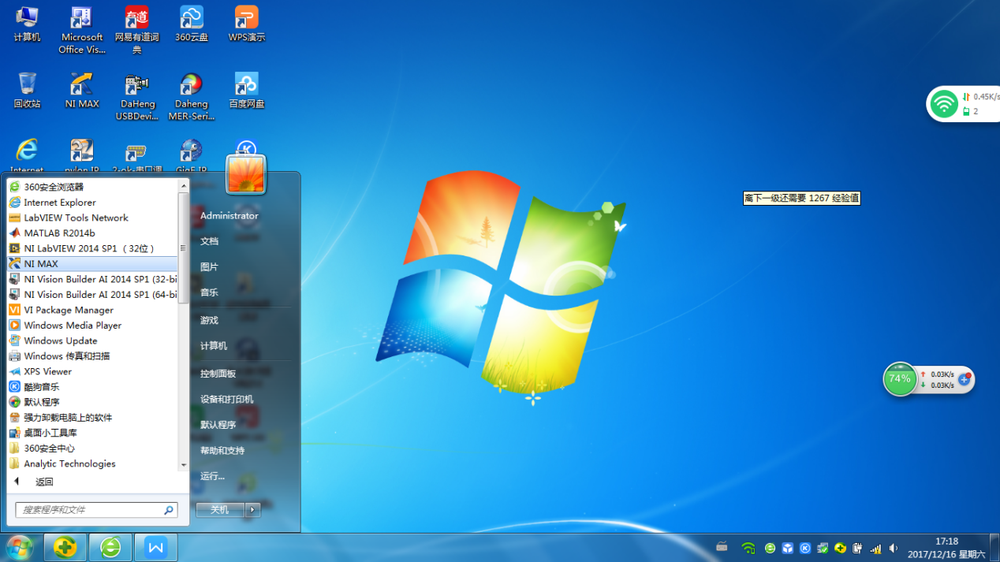 计算机
Microsoft
Office Vis...
网易有道词
典
360云盘
WPS演示
回收站
NI MAX
DaHeng
USBDevi...
Daheng
MER-Seri...
百度网盘
Internet
pylon IP
2-ok-串口调
GigE IP
0.45K/s
2
离下一级还需要 1267 经验值
74%
0.03K/s
0.03K/s
360安全浏览器
Internet Explorer
LabVIEW Tools Network
MATLAB R2014b
NI LabVIEW 2014 SP1 （32位）
NI MAX
NI Vision Builder AI 2014 SP1 (32-bi
NI Vision Builder AI 2014 SP1 (64-bi
VI Package Manager
Windows Media Player
Windows Update
Windows 传真和扫描
XPS Viewer
酷狗音乐
默认程序
强力卸载电脑上的软件
桌面小工具库
360安全中心
Analytic Technologies
返回
搜索程序和文件
Administrator
文档
图片
音乐
游戏
计算机
控制面板
设备和打印机
默认程序
帮助和支持
运行...
关机
17:18
2017/12/16 星期六